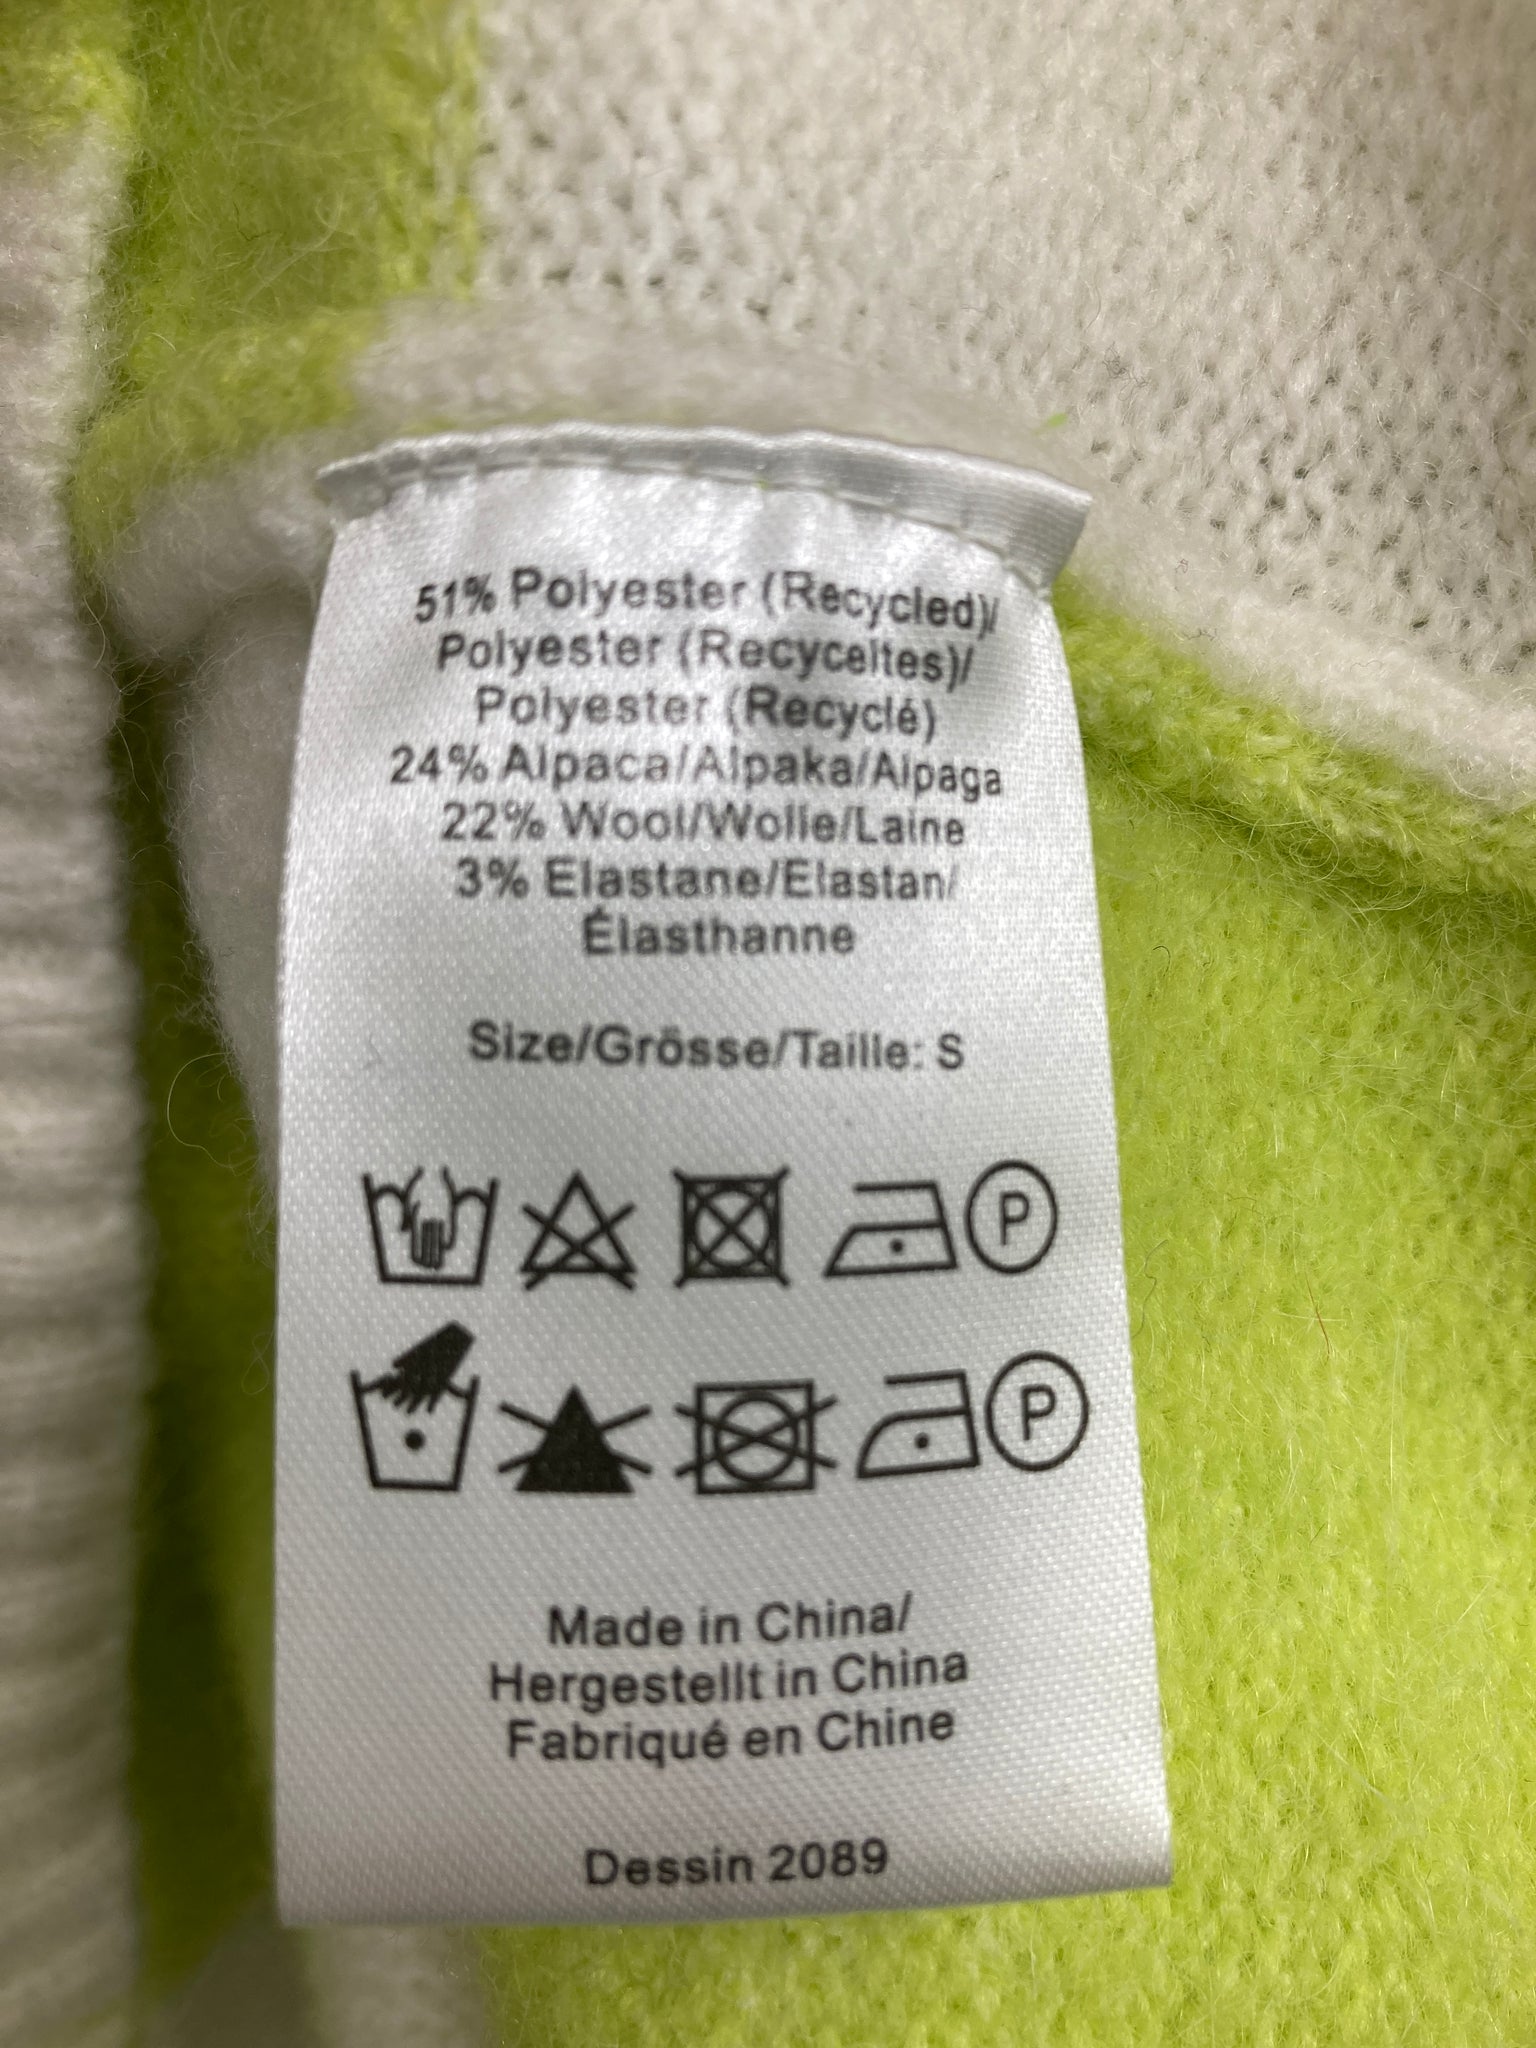 51% Polyester (Recycled)/
Polyester (Recyceltes)/
Polyester (Recyclé)
24% Alpaca/Alpaka/Alpaga
22% Wool/Wolle/Laine
3% Elastane/Elastan/
Élasthanne
Size/Grösse/Taille: S
P
P
Made in China/
Hergestellt in China
Fabriqué en Chine
Dessin 2089